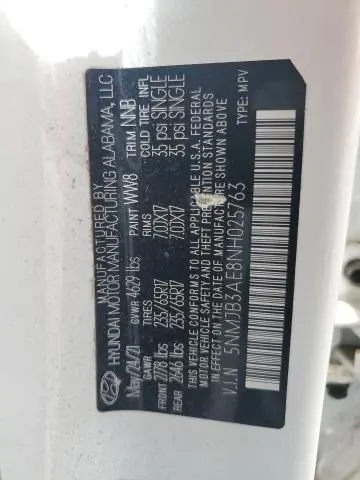 MANUFACTURED BY
HYUNDAI MOTOR MANUFACTURING ALABAMA, LLC
May/24/21 GVWR 4629 lbs PAINT WW8 TRIM NNB
GAWR TIRES RIMS COLD TIRE INFL
FRONT 2778 lbs 235/65R17 7.0JX17 35 psi SINGLE
REAR 2646 lbs 235/65R17 7.0JX17 35 psi SINGLE
THIS VEHICLE CONFORMS TO ALL APPLICABLE U.S.A. FEDERAL
MOTOR VEHICLE SAFETY, BUMPER, AND THEFT PREVENTION STANDARDS
IN EFFECT ON THE DATE OF MANUFACTURE SHOWN ABOVE.
V.I.N 5NMJB3AE8NH025763 TYPE: MPV